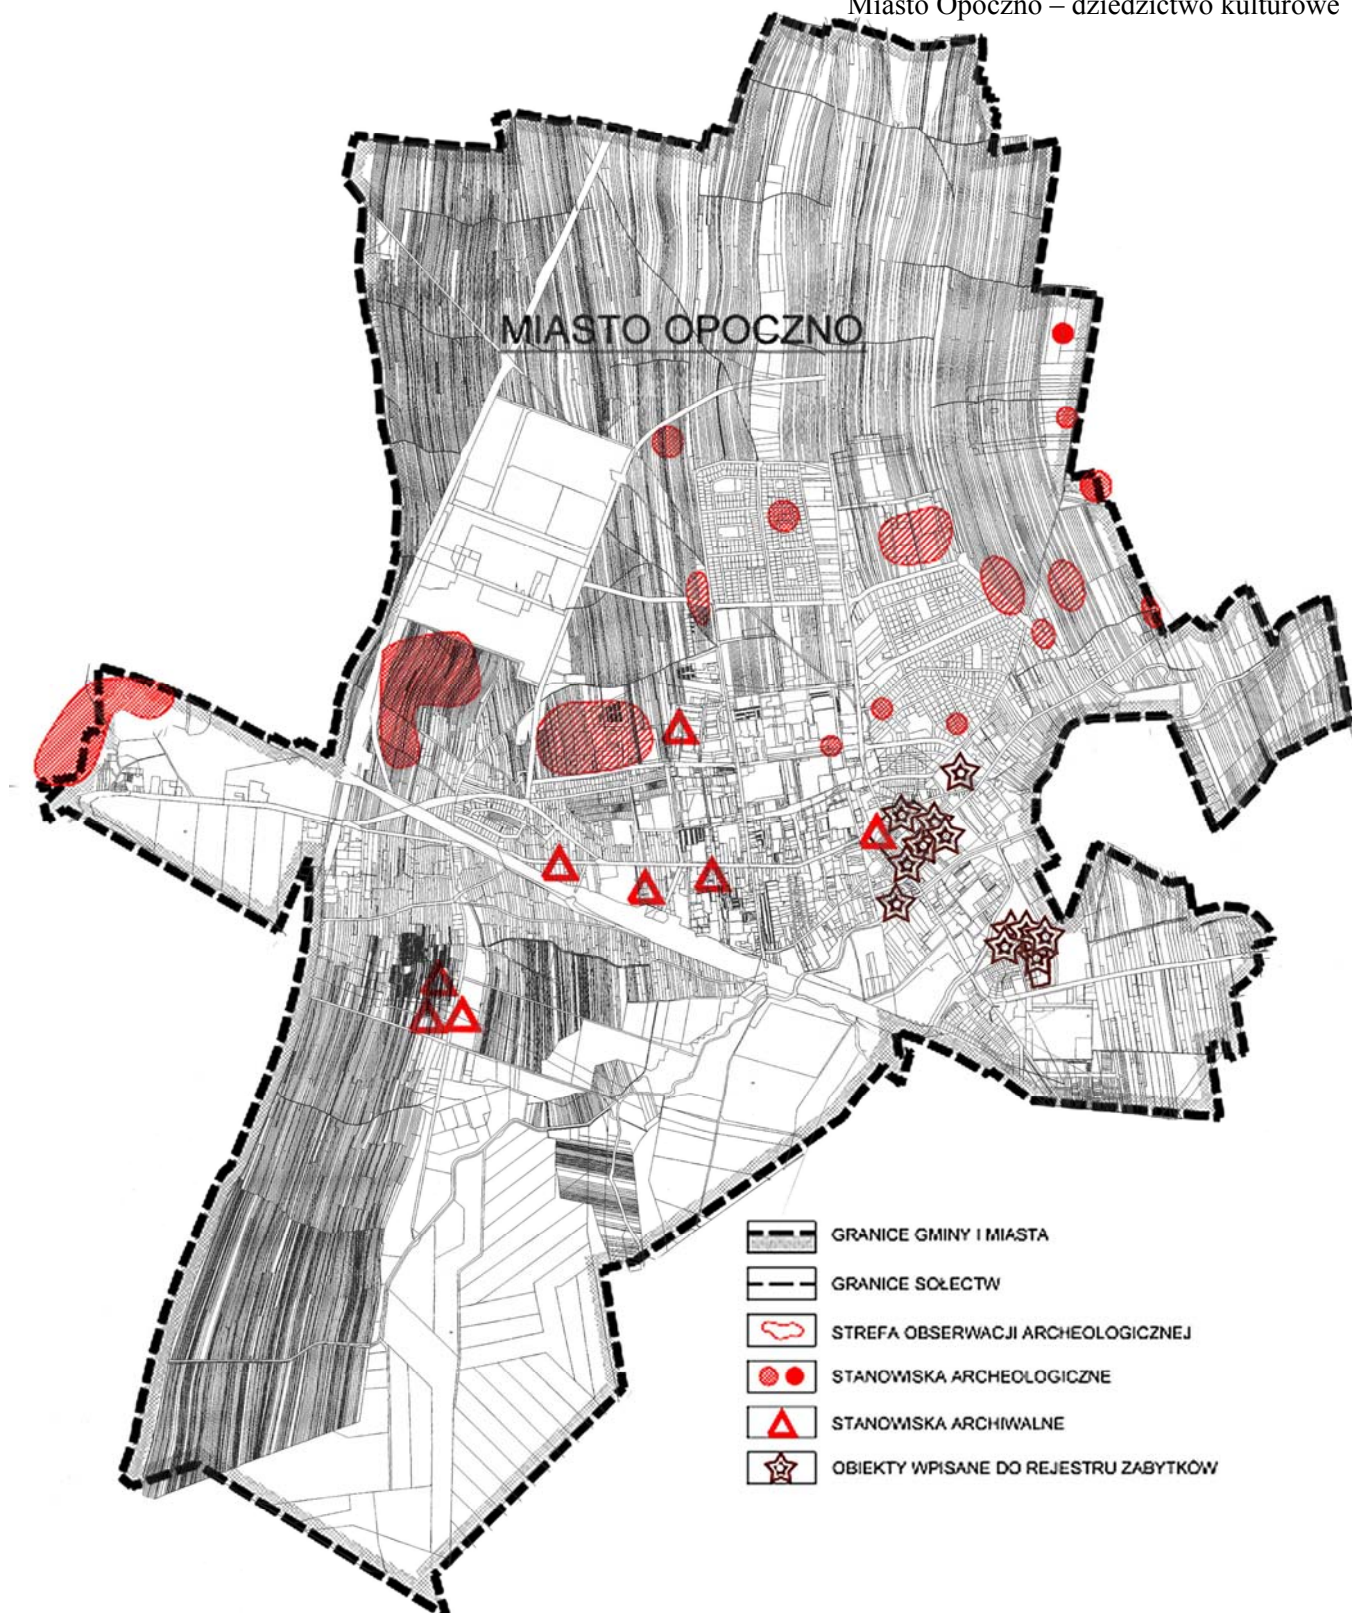 Miasto Opoczno – dziedzictwo kulturowe
MIASTO OPOCZNO
GRANICE GMINY I MIASTA
GRANICE SOŁECTW
STREFA OBSERWACJI ARCHEOLOGICZNEJ
STANOWISKA ARCHEOLOGICZNE
STANOWISKA ARCHIWALNE
OBIEKTY WPISANE DO REJESTRU ZABYTKÓW